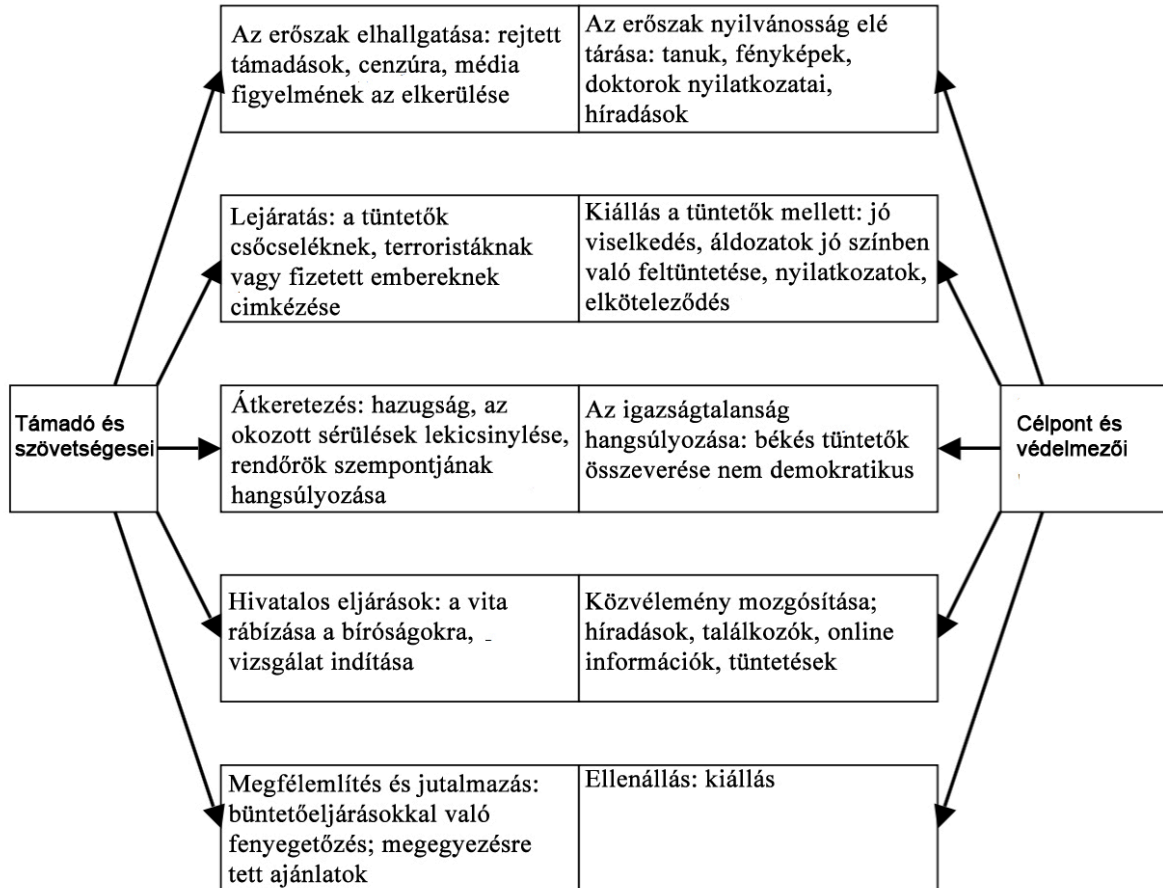 Az erőszak elhallgatása: rejtett
támadások, cenzúra, média
figyelmének az elkerülése
Az erőszak nyilvánosság elé
tárása: tanuk, fényképek,
doktorok nyilatkozatai,
híradások
Lejáratás: a tüntetők
csőcseléknek, terroristáknak
vagy fizetett embereknek
cimkézése
Kiállás a tüntetők mellett: jó
viselkedés, áldozatok jó színben
való feltüntetése, nyilatkozatok,
elköteleződés
Támadó és
szövetségesei
Átkeretezés: hazugság, az
okozott sérülések lekicsinylése,
rendőrök szempontjának
hangsúlyozása
Az igazságtalanság
hangsúlyozása: békés tüntetők
összeverése nem demokratikus
Célpont és
védelmezői
Hivatalos eljárások: a vita
rábízása a bíróságokra,
vizsgálat indítása
Közvélemény mozgósítása;
híradások, találkozók, online
információk, tüntetések
Megfélemlítés és jutalmazás:
büntetőeljárásokkal való
fenyegetőzés; megegyezésre
tett ajánlatok
Ellenállás: kiállás